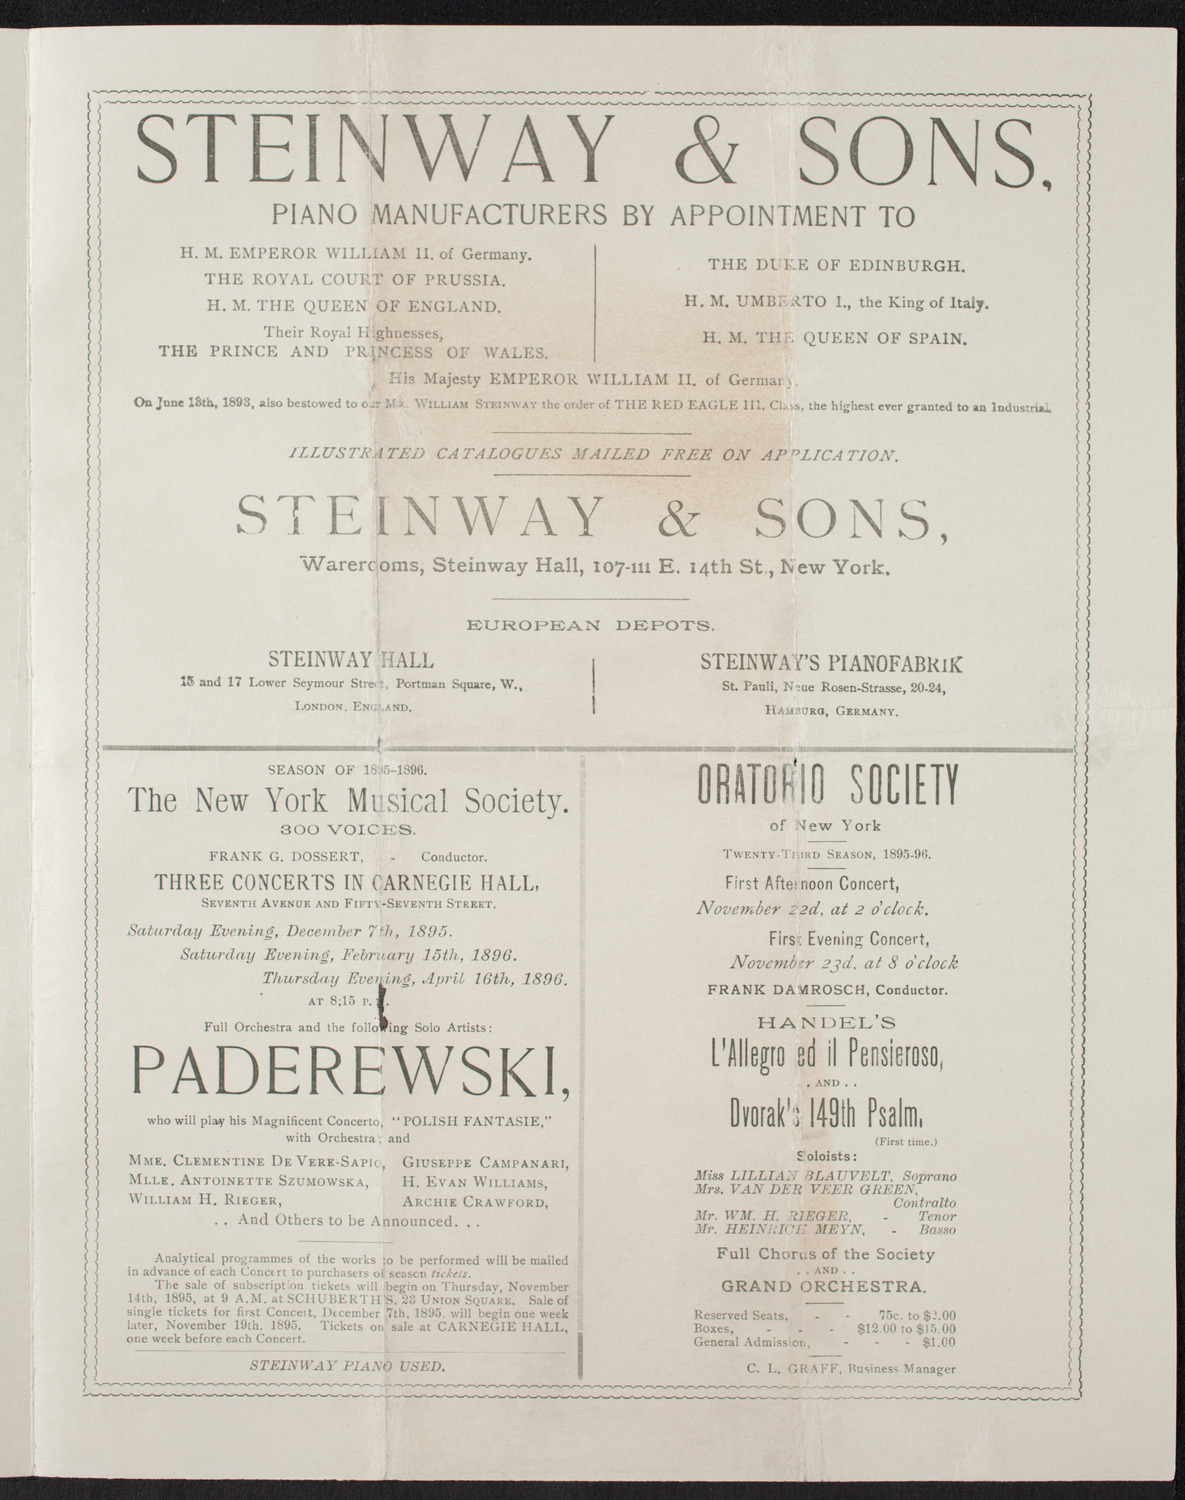 STEINWAY & SONS,
PIANO MANUFACTURERS BY APPOINTMENT TO
H. M. EMPEROR WILLIAM II. of Germany.
THE ROYAL COURT OF PRUSSIA.
H. M. THE QUEEN OF ENGLAND.
Their Royal Highnesses,
THE PRINCE AND PRINCESS OF WALES.
THE DUKE OF EDINBURGH.
H. M. UMBERTO I., the King of Italy.
H. M. THE QUEEN OF SPAIN.
His Majesty EMPEROR WILLIAM II. of Germany.
On June 13th, 1893, also bestowed to our Mr. WILLIAM STEINWAY the order of THE RED EAGLE III. Class, the highest ever granted to an Industrial
ILLUSTRATED CATALOGUES MAILED FREE ON APPLICATION.
STEINWAY & SONS,
Warerooms, Steinway Hall, 107-111 E. 14th St., New York.
EUROPEAN DEPOTS.
STEINWAY HALL
15 and 17 Lower Seymour Street, Portman Square, W.,
LONDON, ENGLAND.
STEINWAY'S PIANOFABRIK
St. Pauli, Neue Rosen-Strasse, 20-24,
HAMBURG, GERMANY.
SEASON OF 1895-1896.
The New York Musical Society.
300 VOICES.
FRANK G. DOSSERT, - Conductor.
THREE CONCERTS IN CARNEGIE HALL,
SEVENTH AVENUE AND FIFTY-SEVENTH STREET.
Saturday Evening, December 7th, 1895.
Saturday Evening, February 15th, 1896.
Thursday Evening, April 16th, 1896.
AT 8;15 P.
Full Orchestra and the following Solo Artists:
PADEREWSKI,
who will play his Magnificent Concerto, "POLISH FANTASIE,"
with Orchestra; and
MME. CLEMENTINE DE VERE-SAPIO, GIUSEPPE CAMPANARI,
MLLE. ANTOINETTE SZUMOWSKA, H. EVAN WILLIAMS,
WILLIAM H. RIEGER, ARCHIE CRAWFORD,
. . And Others to be Announced. . .
Analytical programmes of the works to be performed will be mailed
in advance of each Concert to purchasers of season tickets.
The sale of subscription tickets will begin on Thursday, November
14th, 1895, at 9 A.M. at SCHUBERTH'S, 23 UNION SQUARE. Sale of
single tickets for first Concert, December 7th, 1895, will begin one week
later, November 19th, 1895. Tickets on sale at CARNEGIE HALL,
one week before each Concert.
STEINWAY PIANO USED.
ORATORIO SOCIETY
of New York
TWENTY-THIRD SEASON, 1895-96.
First Afternoon Concert,
November 22d, at 2 o'clock.
First Evening Concert,
November 23d, at 8 o'clock
FRANK DAMROSCH, Conductor.
HANDEL'S
L'Allegro ed il Pensieroso,
. . AND . .
Dvorak's 149th Psalm.
(First time.)
Soloists:
Miss LILLIAN BLAUVELT, Soprano
Mrs. VAN DER VEER GREEN,
Contralto
Mr. WM. H. RIEGER, - Tenor
Mr. HEINRICH MEYN, - Basso
Full Chorus of the Society
. . AND . .
GRAND ORCHESTRA.
Reserved Seats, - - 75c. to $2.00
Boxes, - - - $12.00 to $15.00
General Admission, - - - $1.00
C. L. GRAFF, Business Manager